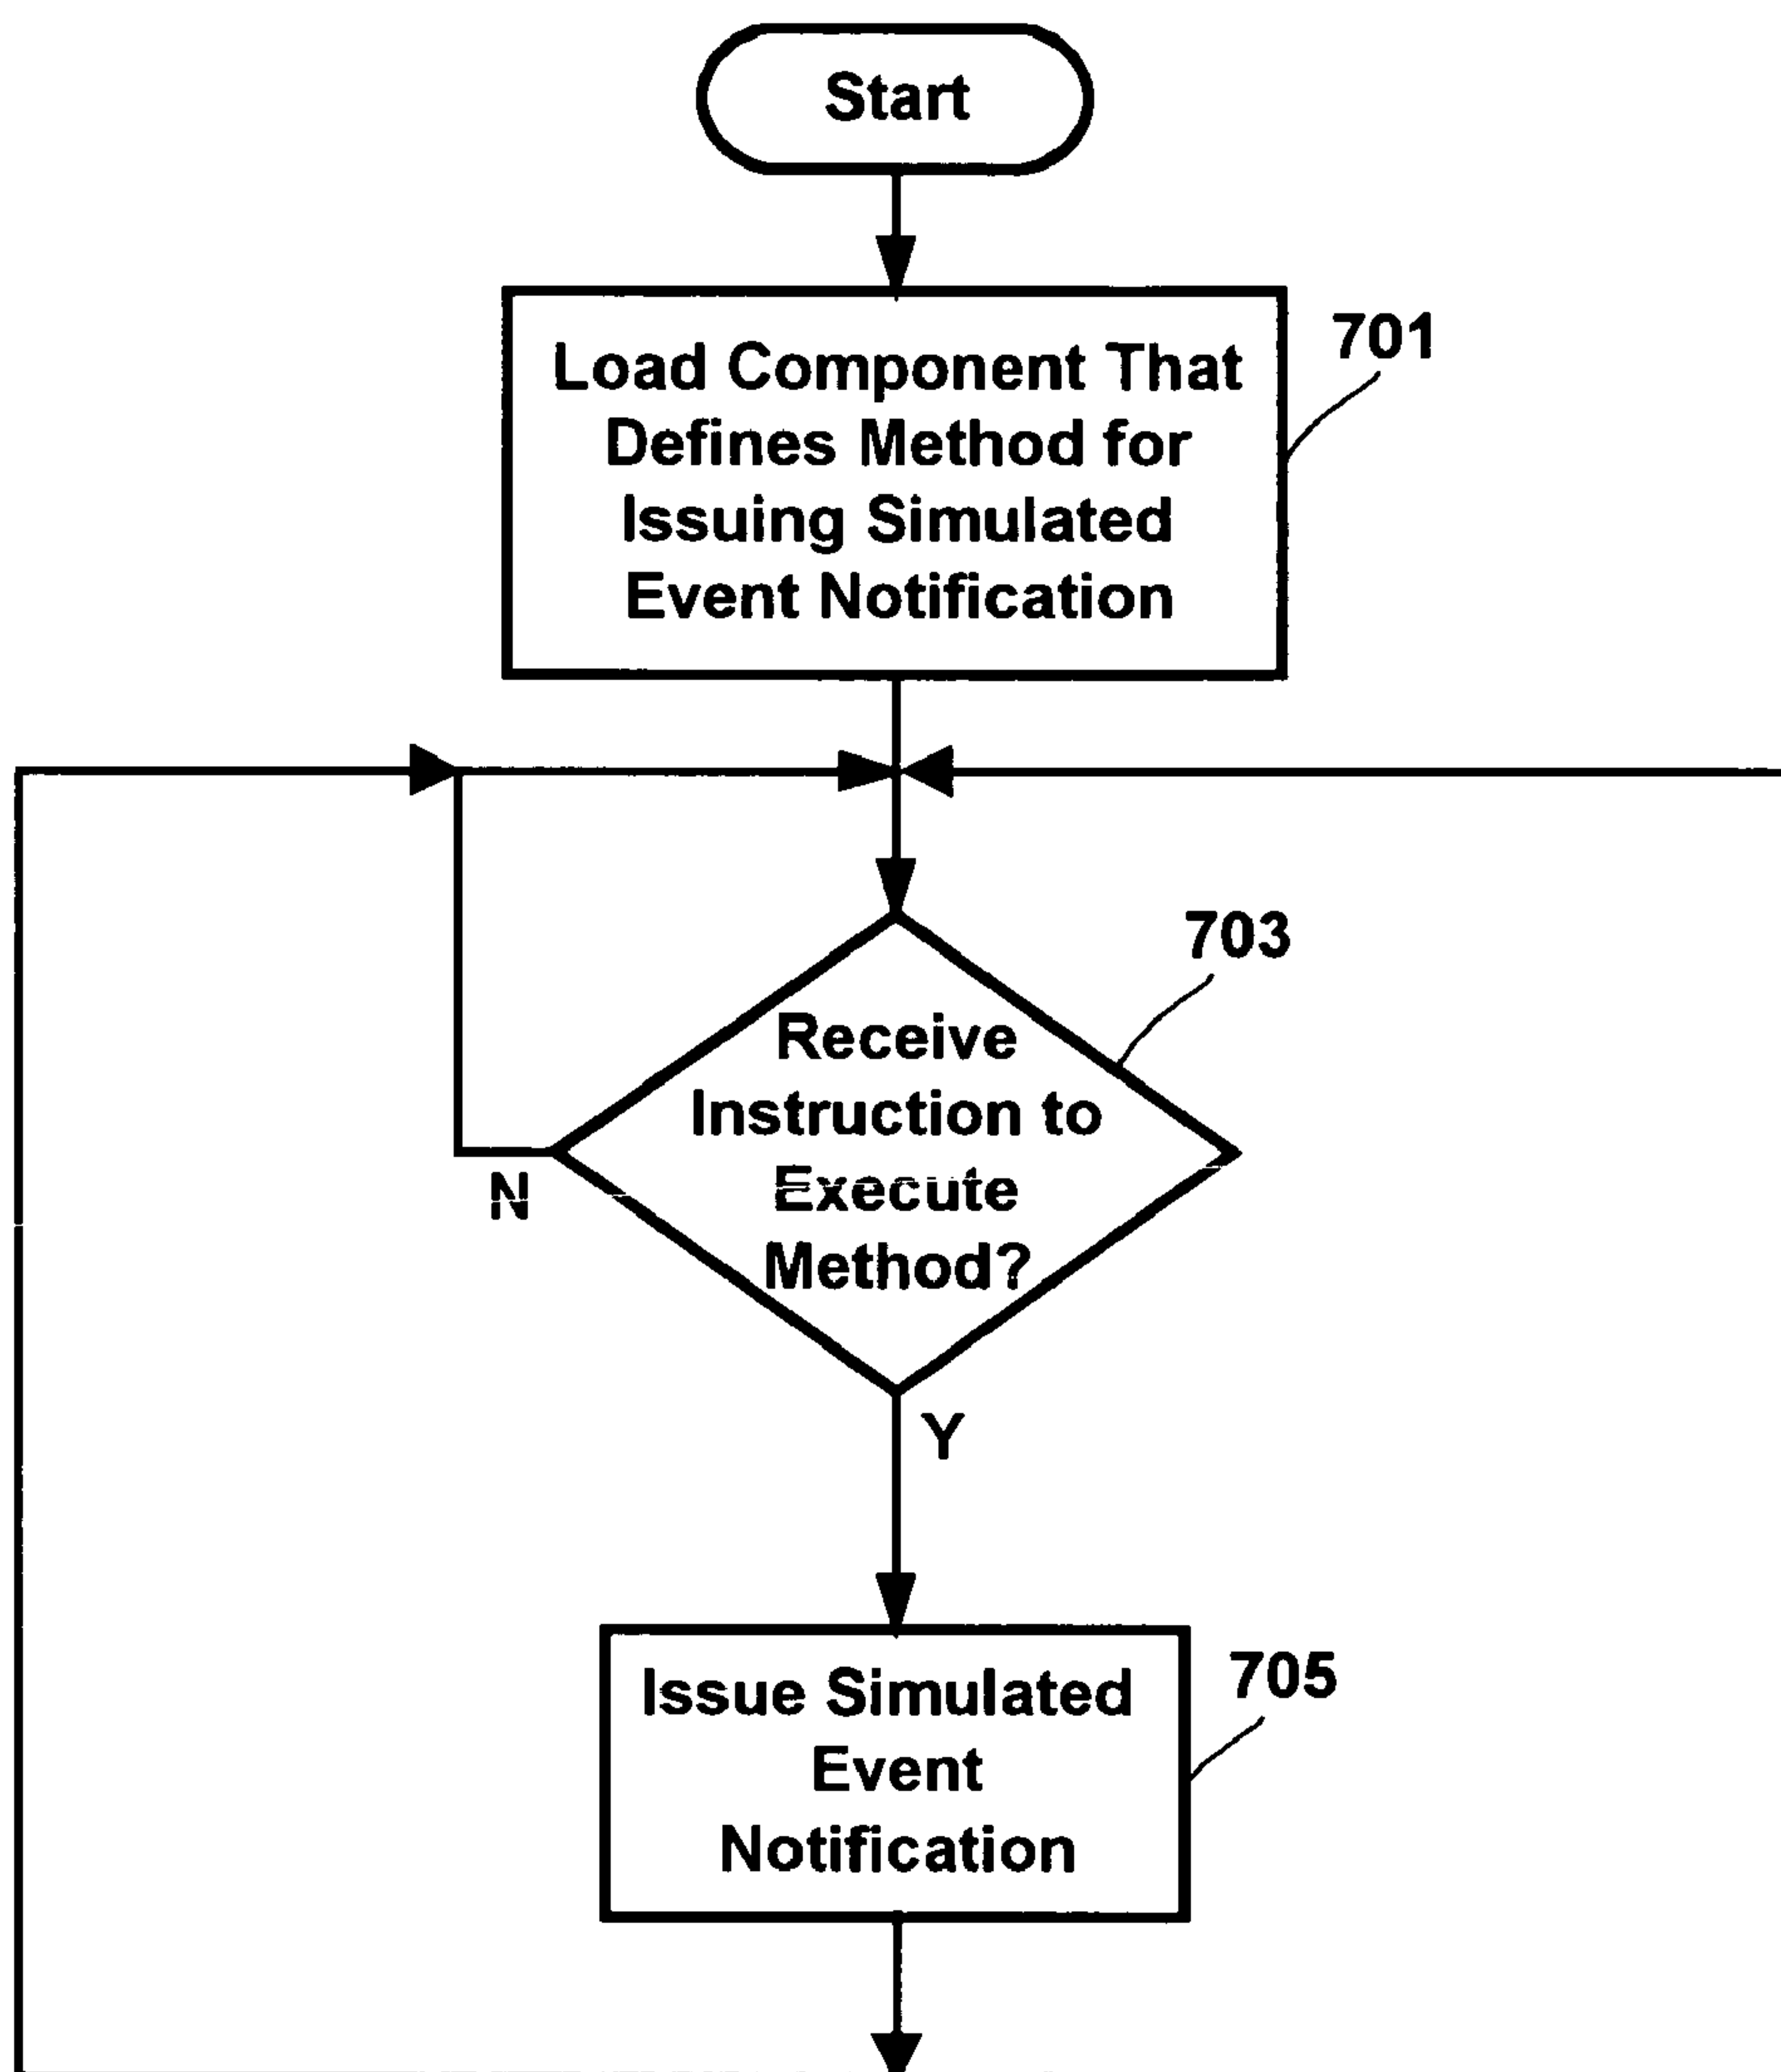 Start
Load Component That
Defines Method for
Issuing Simulated
Event Notification
701
703
Receive
Instruction to
Execute
Method?
N
Y
Issue Simulated
Event
Notification
705